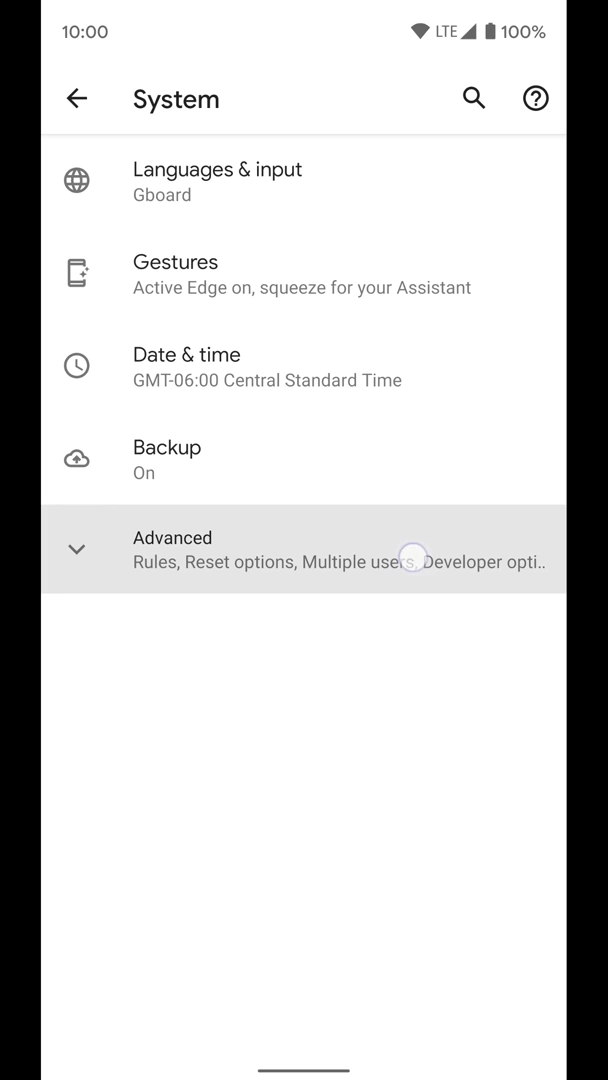 10:00 LTE 100%
System
Languages & input
Gboard
Gestures
Active Edge on, squeeze for your Assistant
Date & time
GMT-06:00 Central Standard Time
Backup
On
Advanced
Rules, Reset options, Multiple users, Developer opti..